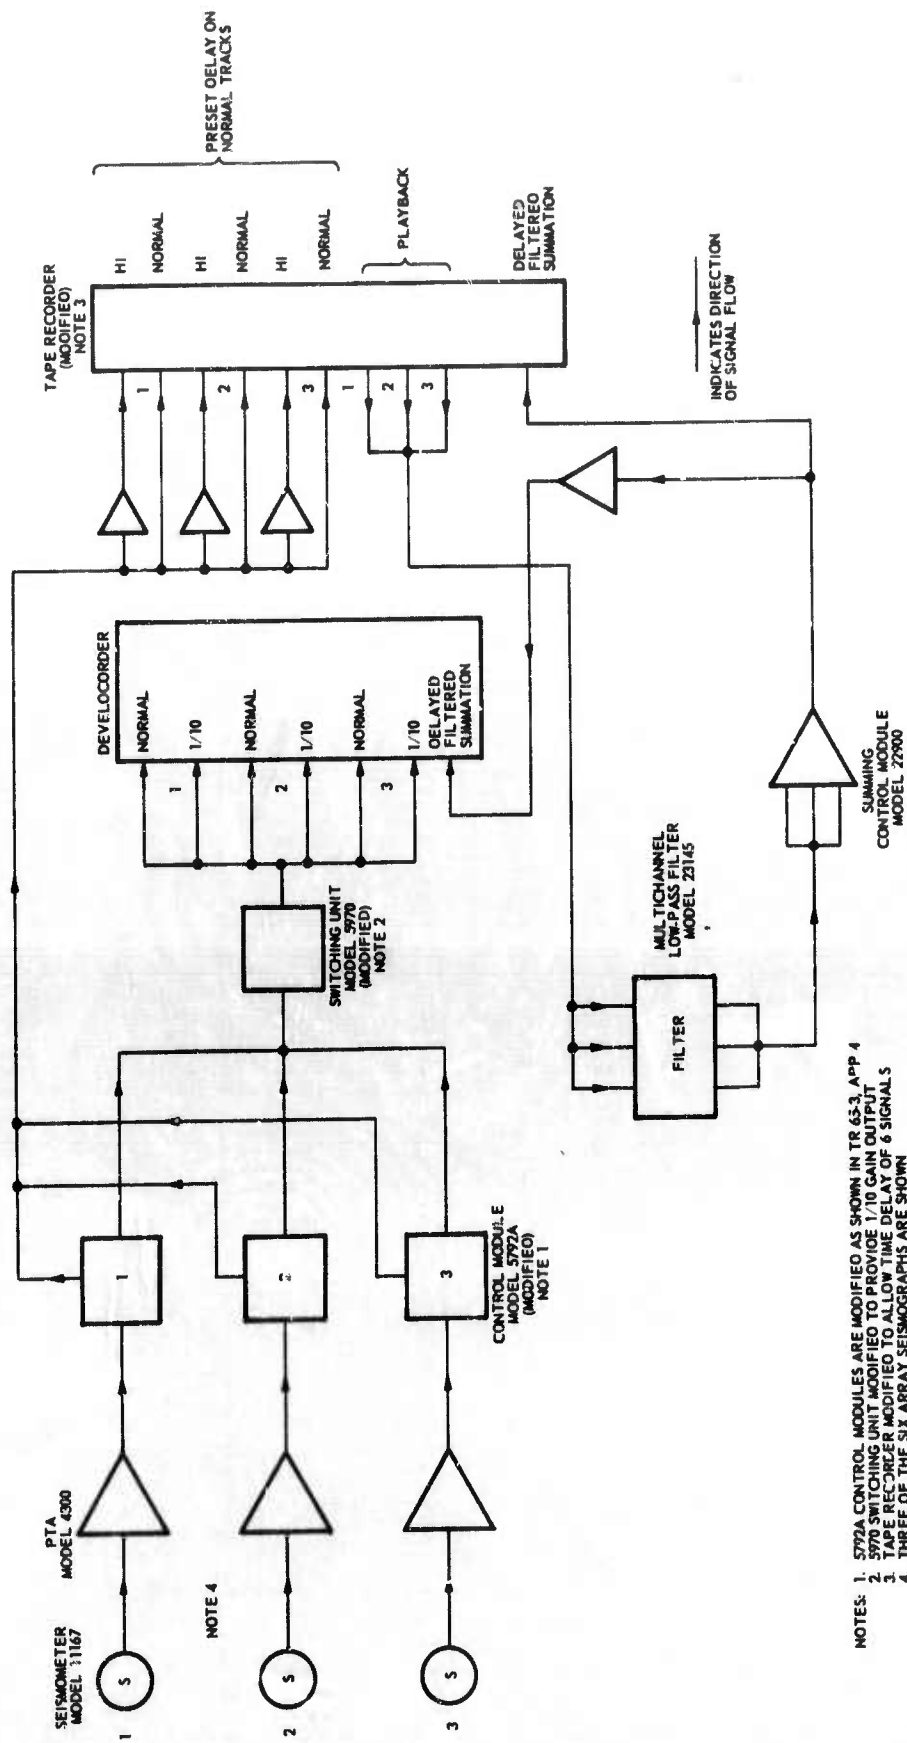 SEISMOMETER
MODEL 11167
PTA
MODEL 4300
NOTE 4
1
S
2
S
3
S
1
2
3
CONTROL MODULE
MODEL 5792A
(MODIFIED)
NOTE 1
SWITCHING UNIT
MODEL 5970
(MODIFIED)
NOTE 2
DEVELOCORDER
NORMAL
1
1/10
NORMAL
2
1/10
NORMAL
3
1/10
DELAYED
FILTERED
SUMMATION
TAPE RECORDER
(MODIFIED)
NOTE 3
HI
1
NORMAL
HI
2
NORMAL
HI
3
NORMAL
PRESET DELAY ON
NORMAL TRACKS
1
2
3
PLAYBACK
DELAYED
FILTERED
SUMMATION
MULTICHANNEL
LOW-PASS FILTER
MODEL 23145
FILTER
SUMMING
CONTROL MODULE
MODEL 22900
INDICATES DIRECTION
OF SIGNAL FLOW
NOTES: 1. 5792A CONTROL MODULES ARE MODIFIED AS SHOWN IN TR 63-3, APP 4
2. 5970 SWITCHING UNIT MODIFIED TO PROVIDE 1/10 GAIN OUTPUT
3. TAPE RECORDER MODIFIED TO ALLOW TIME DELAY OF 6 SIGNALS
4. THREE OF THE SIX ARRAY SEISMOGRAPHS ARE SHOWN